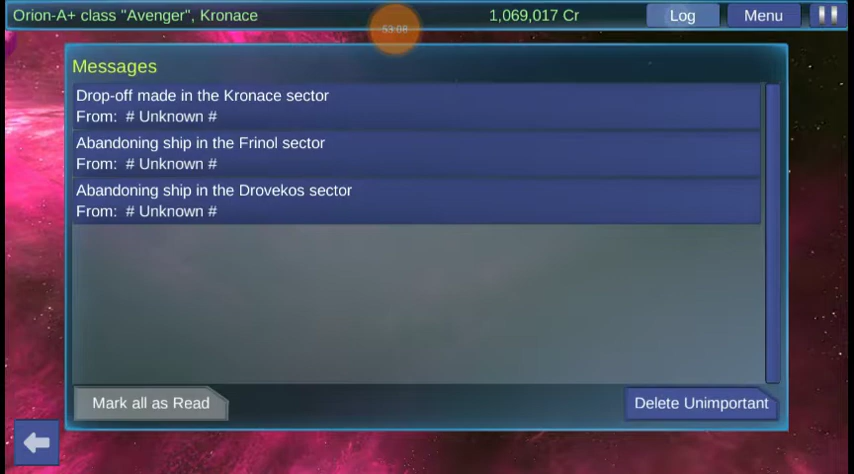 Orion-A+ class "Avenger", Kronace
1,069,017 Cr
Log
Menu
53:08
Messages
Drop-off made in the Kronace sector
From: # Unknown #
Abandoning ship in the Frinol sector
From: # Unknown #
Abandoning ship in the Drovekos sector
From: # Unknown #
Mark all as Read
Delete Unimportant